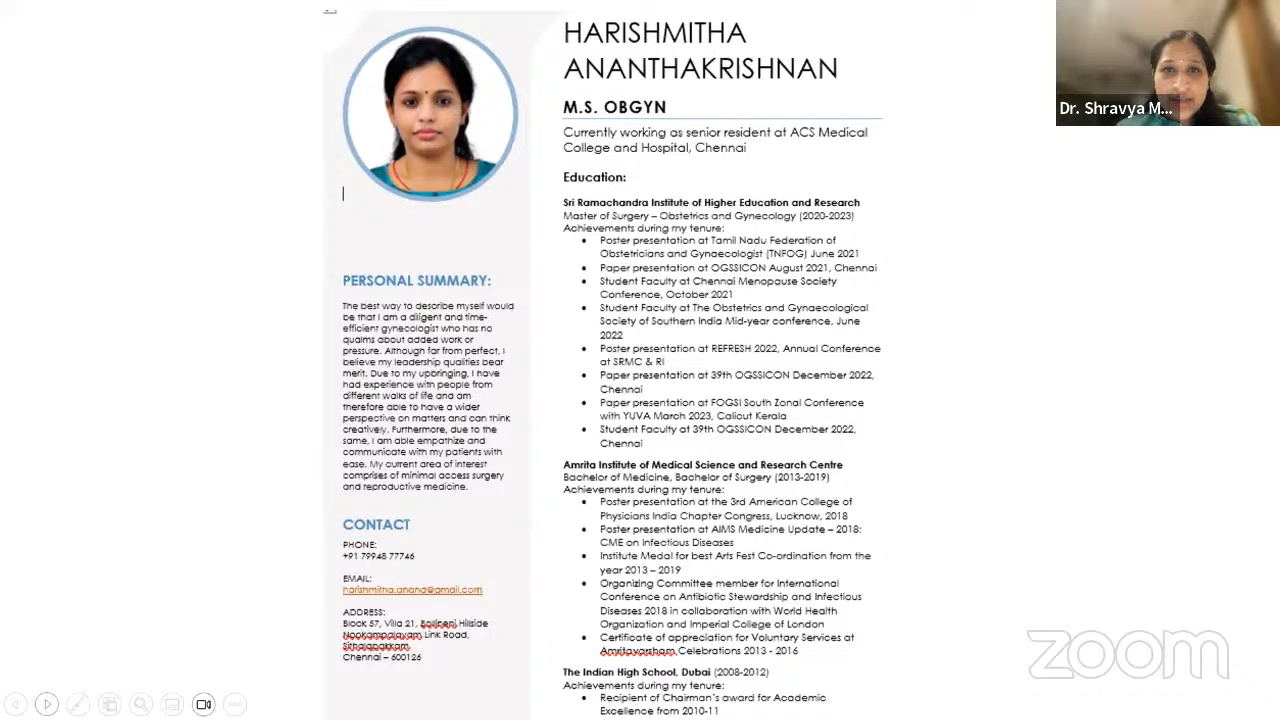 HARISHMITHA
ANANTHAKRISHNAN
M.S. OBGYN
Currently working as senior resident at ACS Medical
College and Hospital, Chennai
Education:
Sri Ramachandra Institute of Higher Education and Research
Master of Surgery – Obstetrics and Gynecology (2020-2023)
Achievements during my tenure:
• Poster presentation at Tamil Nadu Federation of
Obstetricians and Gynaecologist (TNFOG) June 2021
• Paper presentation at OGSSICON August 2021, Chennai
• Student Faculty at Chennai Menopause Society
Conference, October 2021
• Student Faculty at The Obstetrics and Gynaecological
Society of Southern India Mid-year conference, June
2022
• Poster presentation at REFRESH 2022, Annual Conference
at SRMC & RI
• Paper presentation at 39th OGSSICON December 2022,
Chennai
• Paper presentation at FOGSI South Zonal Conference
with YUVA March 2023, Calicut Kerala
• Student Faculty at 39th OGSSICON December 2022,
Chennai
Amrita Institute of Medical Science and Research Centre
Bachelor of Medicine, Bachelor of Surgery (2013-2019)
Achievements during my tenure:
• Poster presentation at the 3rd American College of
Physicians India Chapter Congress, Lucknow, 2018
• Poster presentation at AIMS Medicine Update – 2018:
CME on Infectious Diseases
• Institute Medal for best Arts Fest Co-ordination from the
year 2013 – 2019
• Organizing Committee member for International
Conference on Antibiotic Stewardship and Infectious
Diseases 2018 in collaboration with World Health
Organization and Imperial College of London
• Certificate of appreciation for Voluntary Services at
Amritavarsham Celebrations 2013 - 2016
The Indian High School, Dubai (2008-2012)
Achievements during my tenure:
• Recipient of Chairman's award for Academic
Excellence from 2010-11
PERSONAL SUMMARY:
The best way to describe myself would
be that I am a diligent and time-
efficient gynecologist who has no
qualms about added work or
pressure. Although far from perfect, I
believe my leadership qualities bear
merit. Due to my upbringing, I have
had experience with people from
different walks of life and am
therefore able to have a wider
perspective on matters and can think
creatively. Furthermore, due to the
same, I am able empathize and
communicate with my patients with
ease. My current area of interest
comprises of minimal access surgery
and reproductive medicine.
CONTACT
PHONE:
+91 79948 77746
EMAIL:
harishmitha.anand@gmail.com
ADDRESS:
Block 57, Villa 21, Bollineni Hillside
Nookampalayam Link Road,
Sithalapakkam
Chennai – 600126
Dr. Shravya M...
zoom